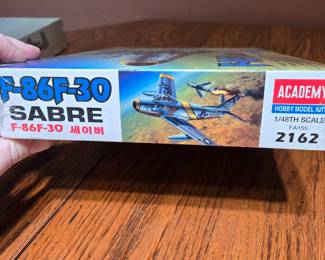 F-86F-30
SABRE
F-86F-30 세이버
ACADEMY
HOBBY MODEL KITS
1/48TH SCALE
FA155
2162